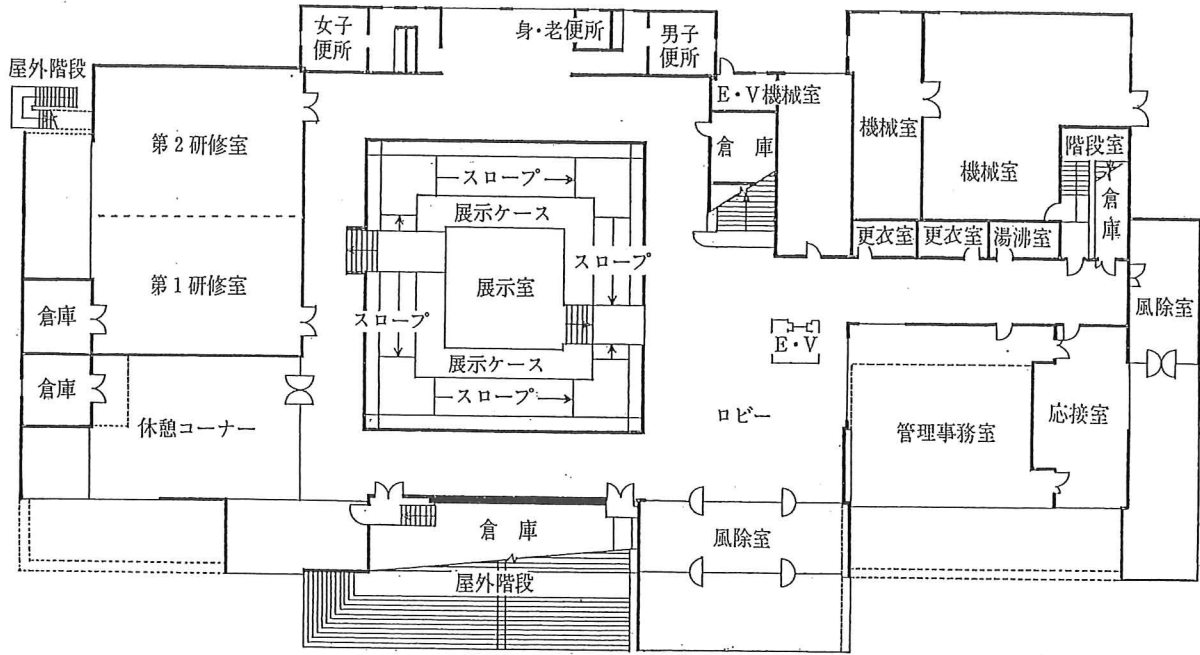 女子
便所
身・老便所
男子
便所
屋外階段
E・V機械室
機械室
階段室
第2研修室
倉庫
機械室
スロープ
展示ケース
倉
庫
更衣室
更衣室
湯沸室
スロープ
第1研修室
展示室
風除室
倉庫
スロープ
E・V
展示ケース
倉庫
スロープ
ロビー
応接室
休憩コーナー
管理事務室
倉 庫
風除室
屋外階段